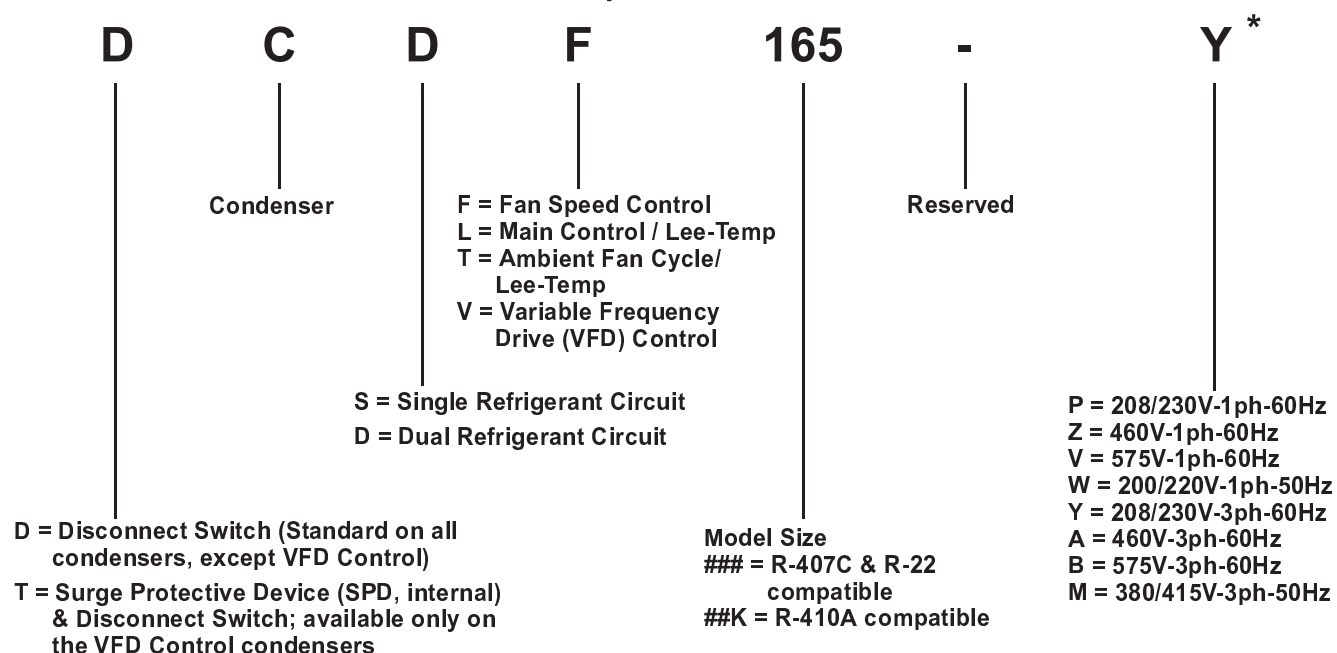 D C D F 165 - Y *
Condenser
F = Fan Speed Control
L = Main Control / Lee-Temp
T = Ambient Fan Cycle/
Lee-Temp
V = Variable Frequency
Drive (VFD) Control
Reserved
S = Single Refrigerant Circuit
D = Dual Refrigerant Circuit
P = 208/230V-1ph-60Hz
Z = 460V-1ph-60Hz
V = 575V-1ph-60Hz
W = 200/220V-1ph-50Hz
Y = 208/230V-3ph-60Hz
A = 460V-3ph-60Hz
B = 575V-3ph-60Hz
M = 380/415V-3ph-50Hz
D = Disconnect Switch (Standard on all
condensers, except VFD Control)
T = Surge Protective Device (SPD, internal)
& Disconnect Switch; available only on
the VFD Control condensers
Model Size
### = R-407C & R-22
compatible
##K = R-410A compatible